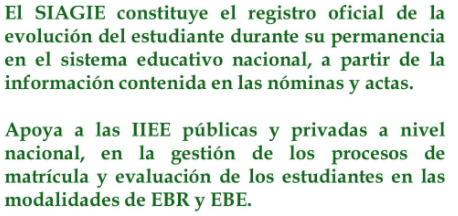 El SIAGIE constituye el registro oficial de la
evolución del estudiante durante su permanencia
en el sistema educativo nacional, a partir de la
información contenida en las nóminas y actas.
Apoya a las IIEE públicas y privadas a nivel
nacional, en la gestión de los procesos de
matrícula y evaluación de los estudiantes en las
modalidades de EBR y EBE.